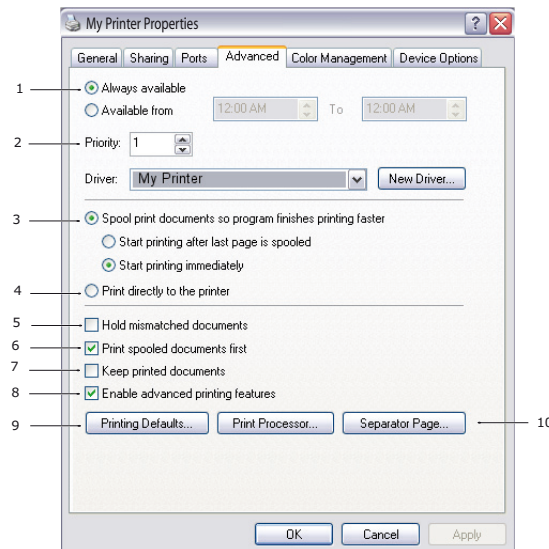 My Printer Properties
General Sharing Ports Advanced Color Management Device Options
1 Always available
Available from 12:00 AM To 12:00 AM
2 Priority: 1
Driver: My Printer New Driver...
3 Spool print documents so program finishes printing faster
Start printing after last page is spooled
Start printing immediately
4 Print directly to the printer
5 Hold mismatched documents
6 Print spooled documents first
7 Keep printed documents
8 Enable advanced printing features
9 Printing Defaults... Print Processor... Separator Page... 10
OK Cancel Apply